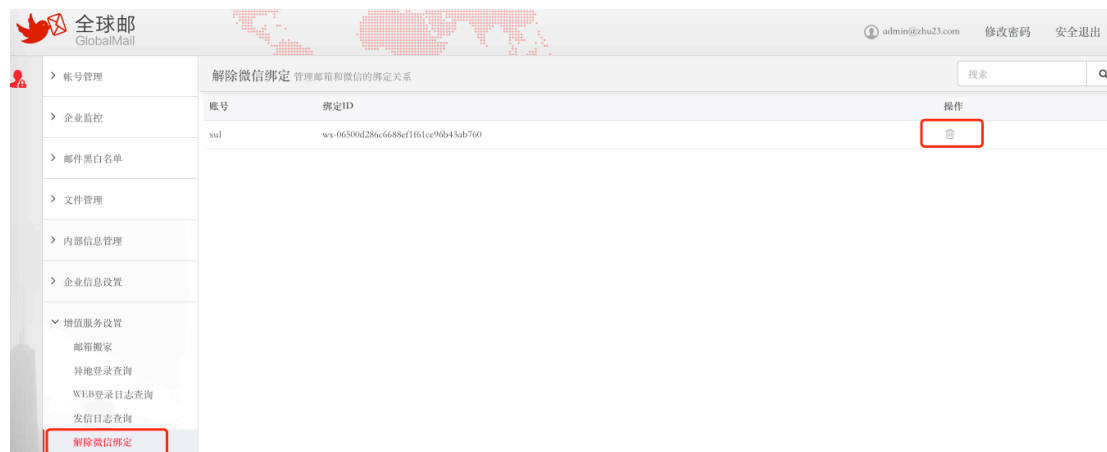 全球邮
GlobalMail
admin@zhu23.com 修改密码 安全退出
帐号管理
企业监控
邮件黑白名单
文件管理
内部信息管理
企业信息设置
增值服务设置
邮箱搬家
异地登录查询
WEB登录日志查询
发信日志查询
解除微信绑定
解除微信绑定 管理邮箱和微信的绑定关系
搜索
账号 绑定ID 操作
xul wx-06500d286c6688ef1f61ce96b43ab760